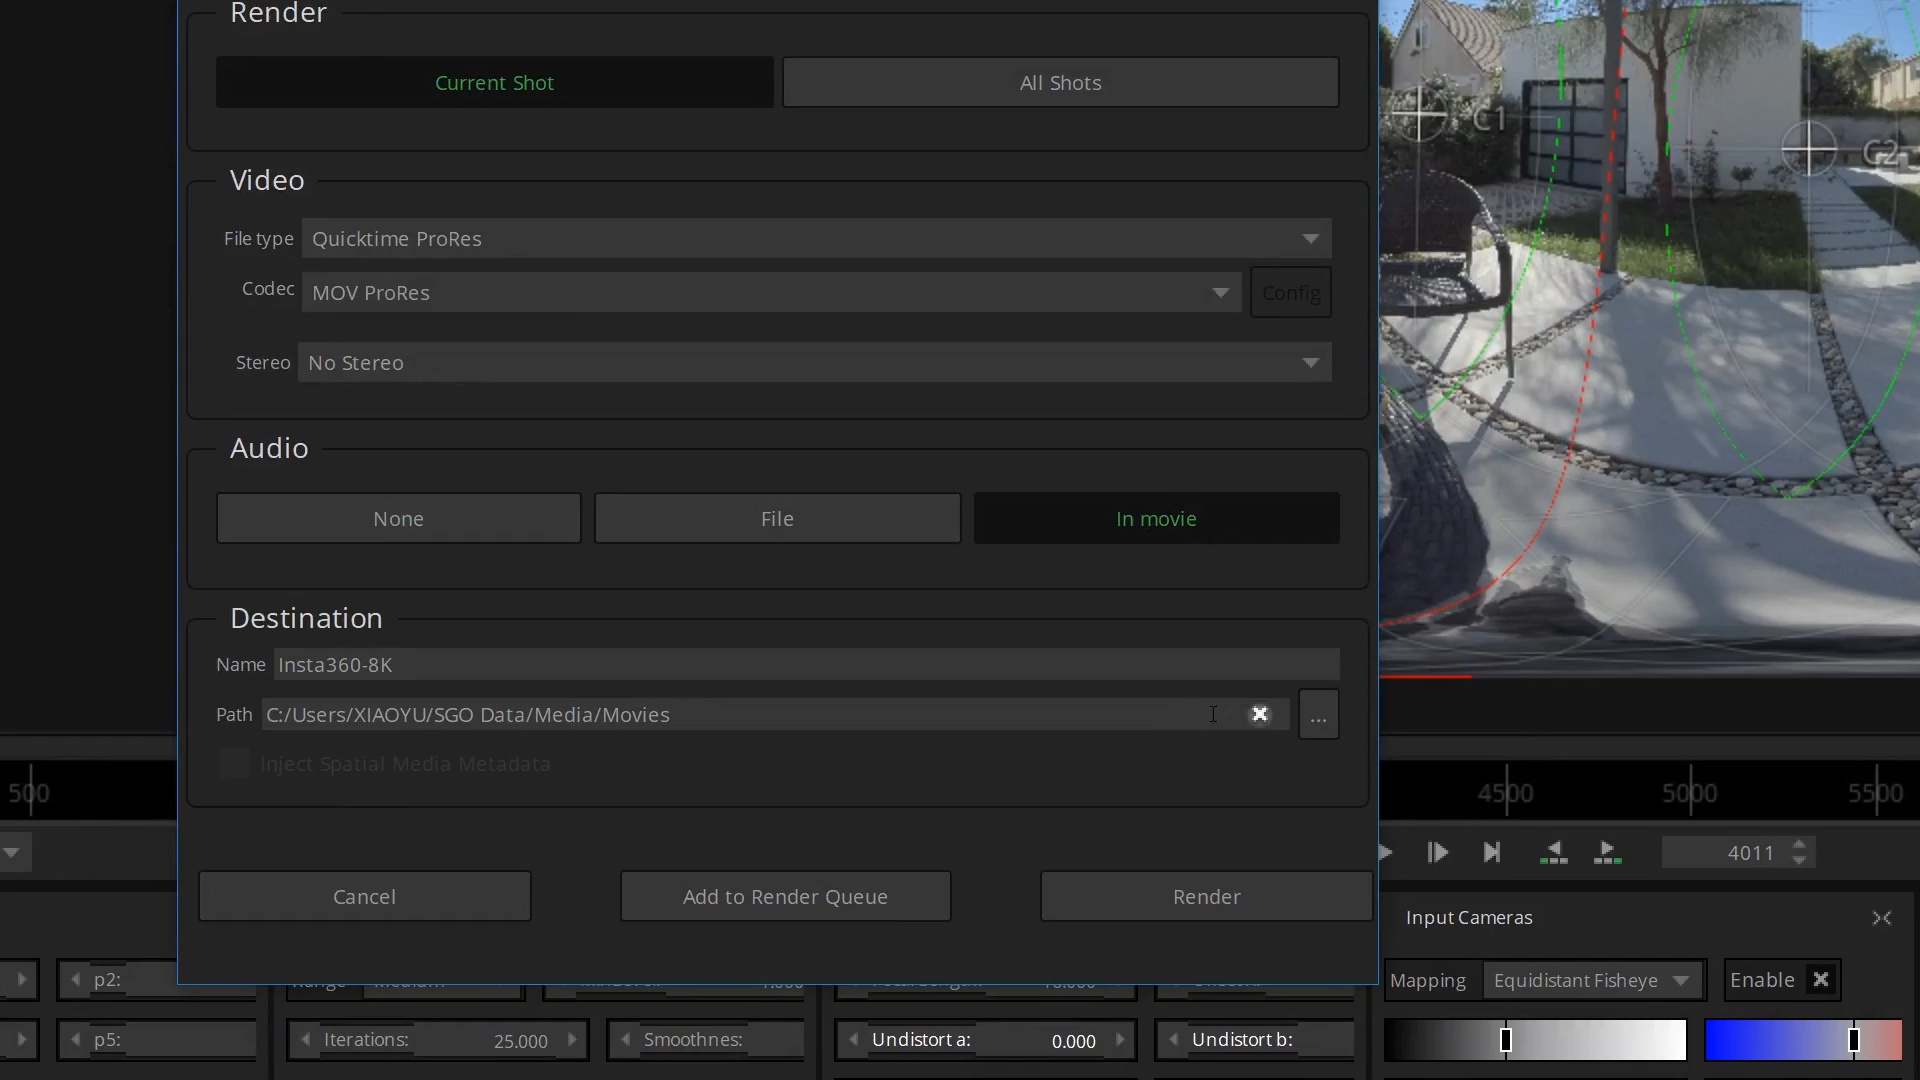 Render
Current Shot
All Shots
Video
File type
Quicktime ProRes
Codec
MOV ProRes
Config
Stereo
No Stereo
Audio
None
File
In movie
Destination
Name
Insta360-8K
Path
C:/Users/XIAOYU/SGO Data/Media/Movies
...
Inject Spatial Media Metadata
Cancel
Add to Render Queue
Render
C1
C2
500
4500
5000
5500
4011
Input Cameras
Mapping
Equidistant Fisheye
Enable
p2:
p5:
Iterations:
25.000
Smoothnes:
Undistort a:
0.000
Undistort b: